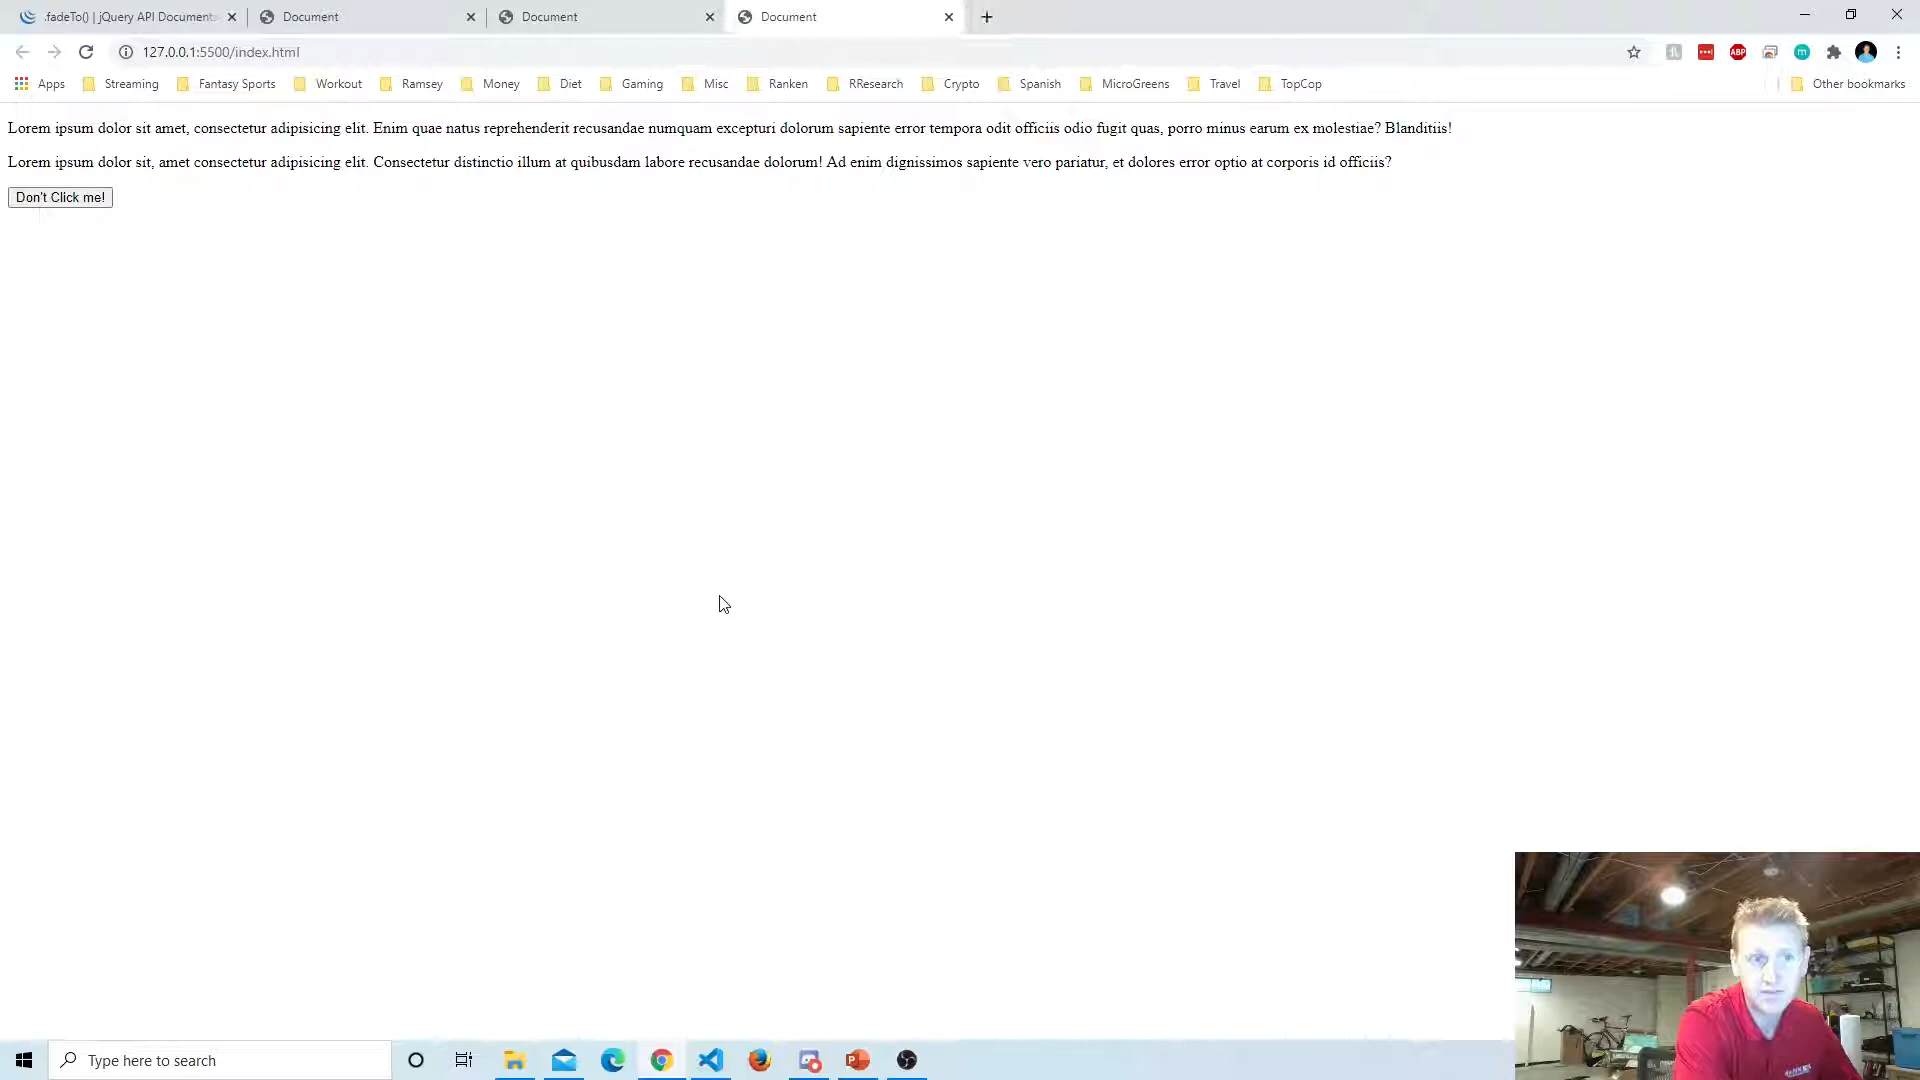 .fadeTo() | jQuery API Document
Document
Document
Document
127.0.0.1:5500/index.html
Apps Streaming Fantasy Sports Workout Ramsey Money Diet Gaming Misc Ranken RResearch Crypto Spanish MicroGreens Travel TopCop Other bookmarks
ABP
m
Lorem ipsum dolor sit amet, consectetur adipisicing elit. Enim quae natus reprehenderit recusandae numquam excepturi dolorum sapiente error tempora odit officiis odio fugit quas, porro minus earum ex molestiae? Blanditiis!
Lorem ipsum dolor sit, amet consectetur adipisicing elit. Consectetur distinctio illum at quibusdam labore recusandae dolorum! Ad enim dignissimos sapiente vero pariatur, et dolores error optio at corporis id officiis?
Don't Click me!
Type here to search